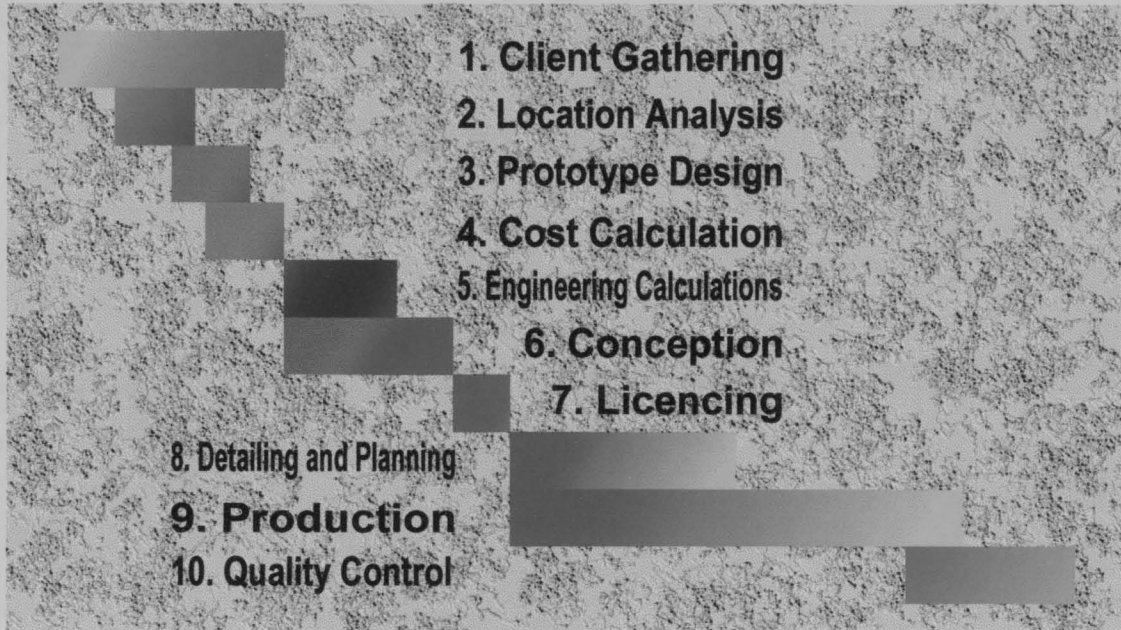 1. Client Gathering
2. Location Analysis
3. Prototype Design
4. Cost Calculation
5. Engineering Calculations
6. Conception
7. Licencing
8. Detailing and Planning
9. Production
10. Quality Control